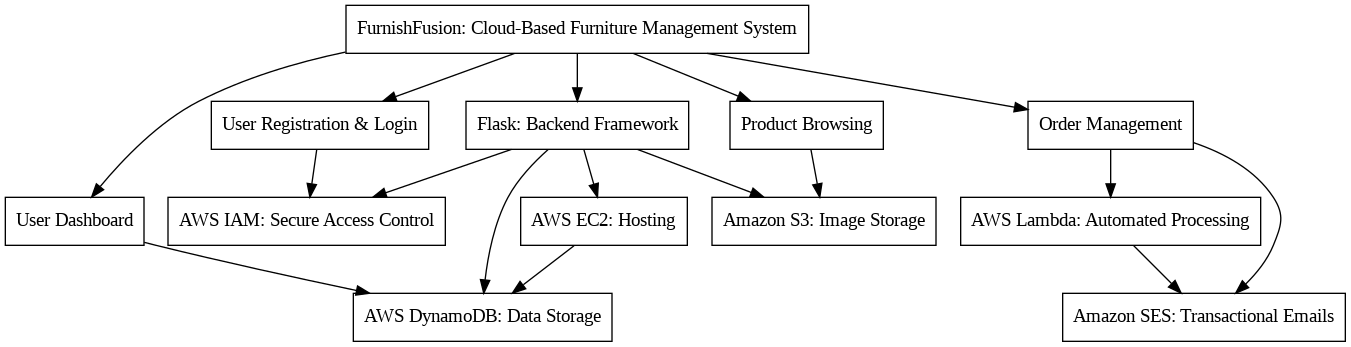 FurnishFusion: Cloud-Based Furniture Management System
User Registration & Login
Flask: Backend Framework
Product Browsing
Order Management
User Dashboard
AWS IAM: Secure Access Control
AWS EC2: Hosting
Amazon S3: Image Storage
AWS Lambda: Automated Processing
AWS DynamoDB: Data Storage
Amazon SES: Transactional Emails